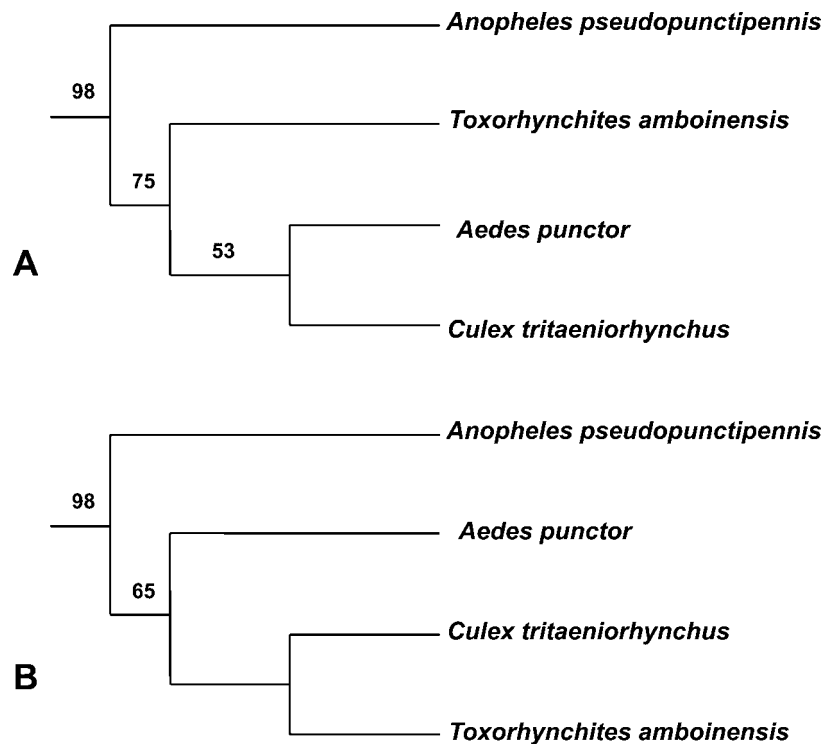 Anopheles pseudopunctipennis
98
Toxorhynchites amboinensis
75
Aedes punctor
53
A
Culex tritaeniorhynchus
Anopheles pseudopunctipennis
98
Aedes punctor
65
Culex tritaeniorhynchus
B
Toxorhynchites amboinensis